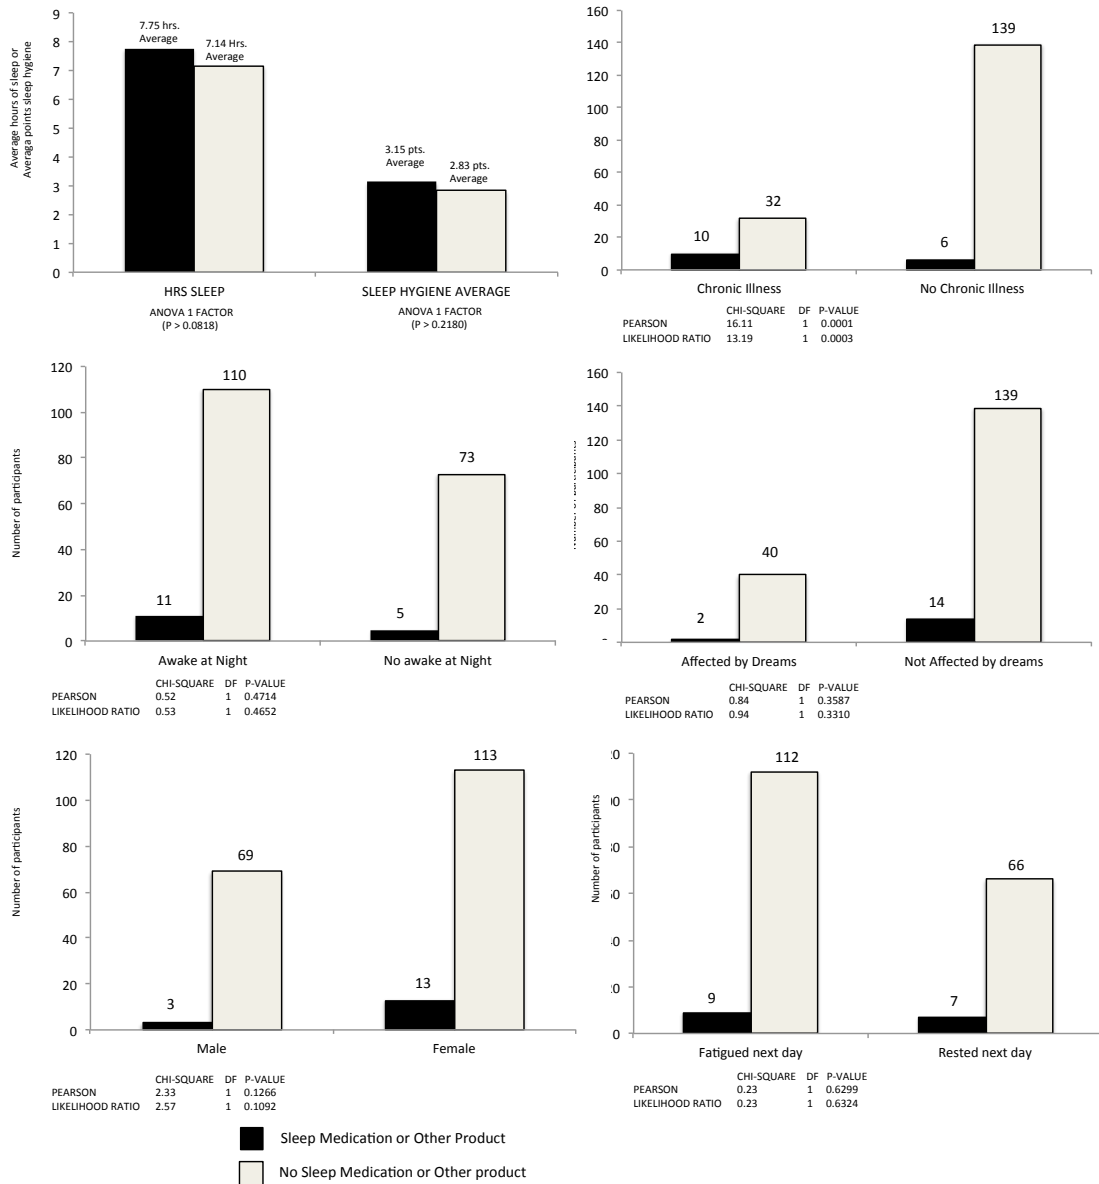 Average hours of sleep or
Averaga points sleep hygiene
9
8
7
6
5
4
3
2
1
0
7.75 hrs.
Average
7.14 Hrs.
Average
3.15 pts.
Average
2.83 pts.
Average
HRS SLEEP
SLEEP HYGIENE AVERAGE
ANOVA 1 FACTOR
(P > 0.0818)
ANOVA 1 FACTOR
(P > 0.2180)
160
140
120
100
80
60
40
20
0
10
32
6
139
Chronic Illness
No Chronic Illness
CHI-SQUARE DF P-VALUE
PEARSON 16.11 1 0.0001
LIKELIHOOD RATIO 13.19 1 0.0003
Number of participants
120
100
80
60
40
20
0
11
110
5
73
Awake at Night
No awake at Night
CHI-SQUARE DF P-VALUE
PEARSON 0.52 1 0.4714
LIKELIHOOD RATIO 0.53 1 0.4652
160
140
120
100
80
60
40
20
2
40
14
139
Affected by Dreams
Not Affected by dreams
CHI-SQUARE DF P-VALUE
PEARSON 0.84 1 0.3587
LIKELIHOOD RATIO 0.94 1 0.3310
Number of participants
120
100
80
60
40
20
0
3
69
13
113
Male
Female
CHI-SQUARE DF P-VALUE
PEARSON 2.33 1 0.1266
LIKELIHOOD RATIO 2.57 1 0.1092
Number of participants
0
9
112
7
66
Fatigued next day
Rested next day
CHI-SQUARE DF P-VALUE
PEARSON 0.23 1 0.6299
LIKELIHOOD RATIO 0.23 1 0.6324
Sleep Medication or Other Product
No Sleep Medication or Other product